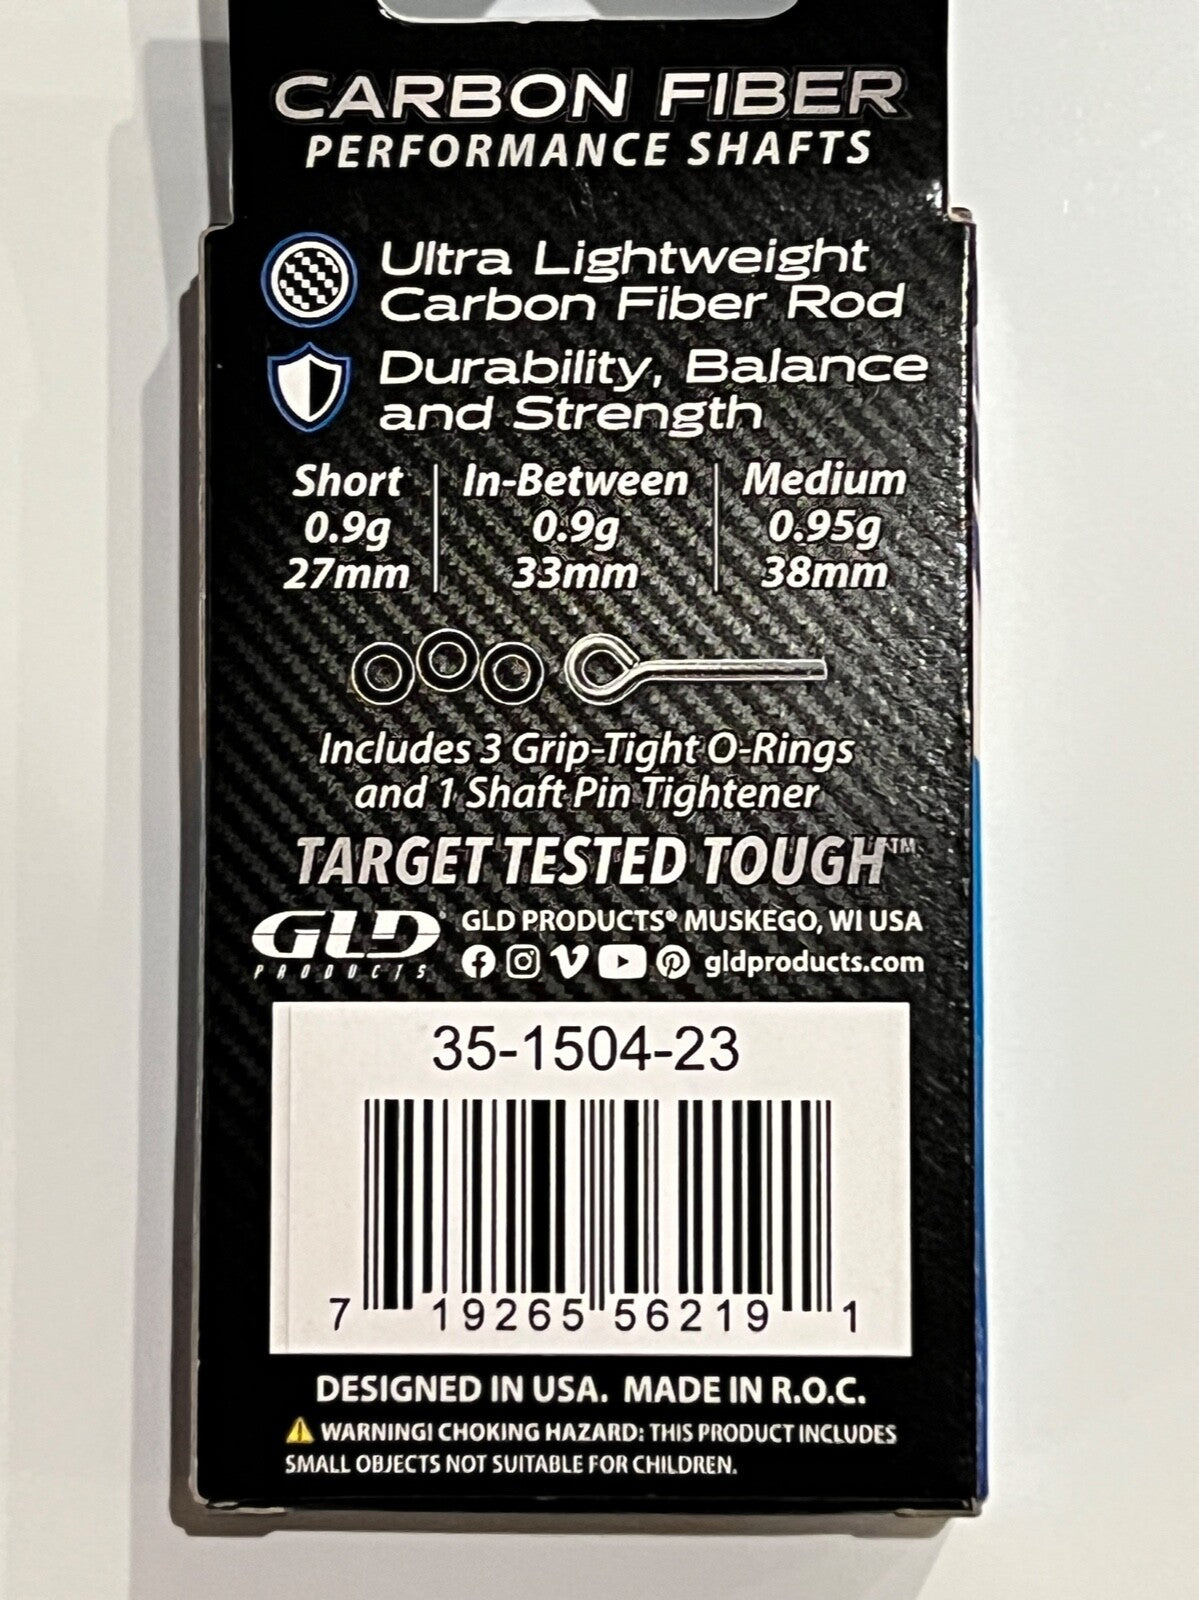 CARBON FIBER
PERFORMANCE SHAFTS
Ultra Lightweight
Carbon Fiber Rod
Durability, Balance
and Strength
Short | In-Between | Medium
0.9g | 0.9g | 0.95g
27mm | 33mm | 38mm
Includes 3 Grip-Tight O-Rings
and 1 Shaft Pin Tightener
TARGET TESTED TOUGH™
GLD PRODUCTS
GLD PRODUCTS® MUSKEGO, WI USA
gldproducts.com
35-1504-23
7 19265 56219 1
DESIGNED IN USA. MADE IN R.O.C.
WARNING! CHOKING HAZARD: THIS PRODUCT INCLUDES
SMALL OBJECTS NOT SUITABLE FOR CHILDREN.